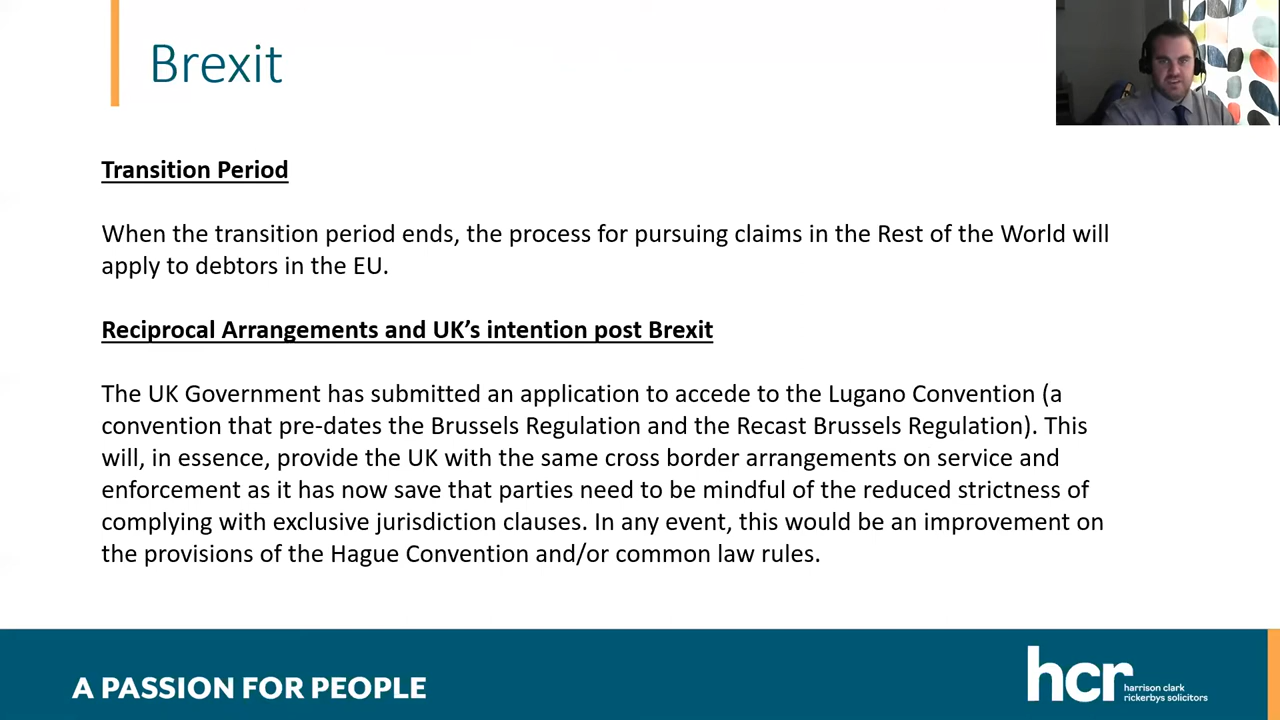 Brexit
Transition Period
When the transition period ends, the process for pursuing claims in the Rest of the World will
apply to debtors in the EU.
Reciprocal Arrangements and UK’s intention post Brexit
The UK Government has submitted an application to accede to the Lugano Convention (a
convention that pre-dates the Brussels Regulation and the Recast Brussels Regulation). This
will, in essence, provide the UK with the same cross border arrangements on service and
enforcement as it has now save that parties need to be mindful of the reduced strictness of
complying with exclusive jurisdiction clauses. In any event, this would be an improvement on
the provisions of the Hague Convention and/or common law rules.
A PASSION FOR PEOPLE
hcr
harrison clark
rickerbys solicitors